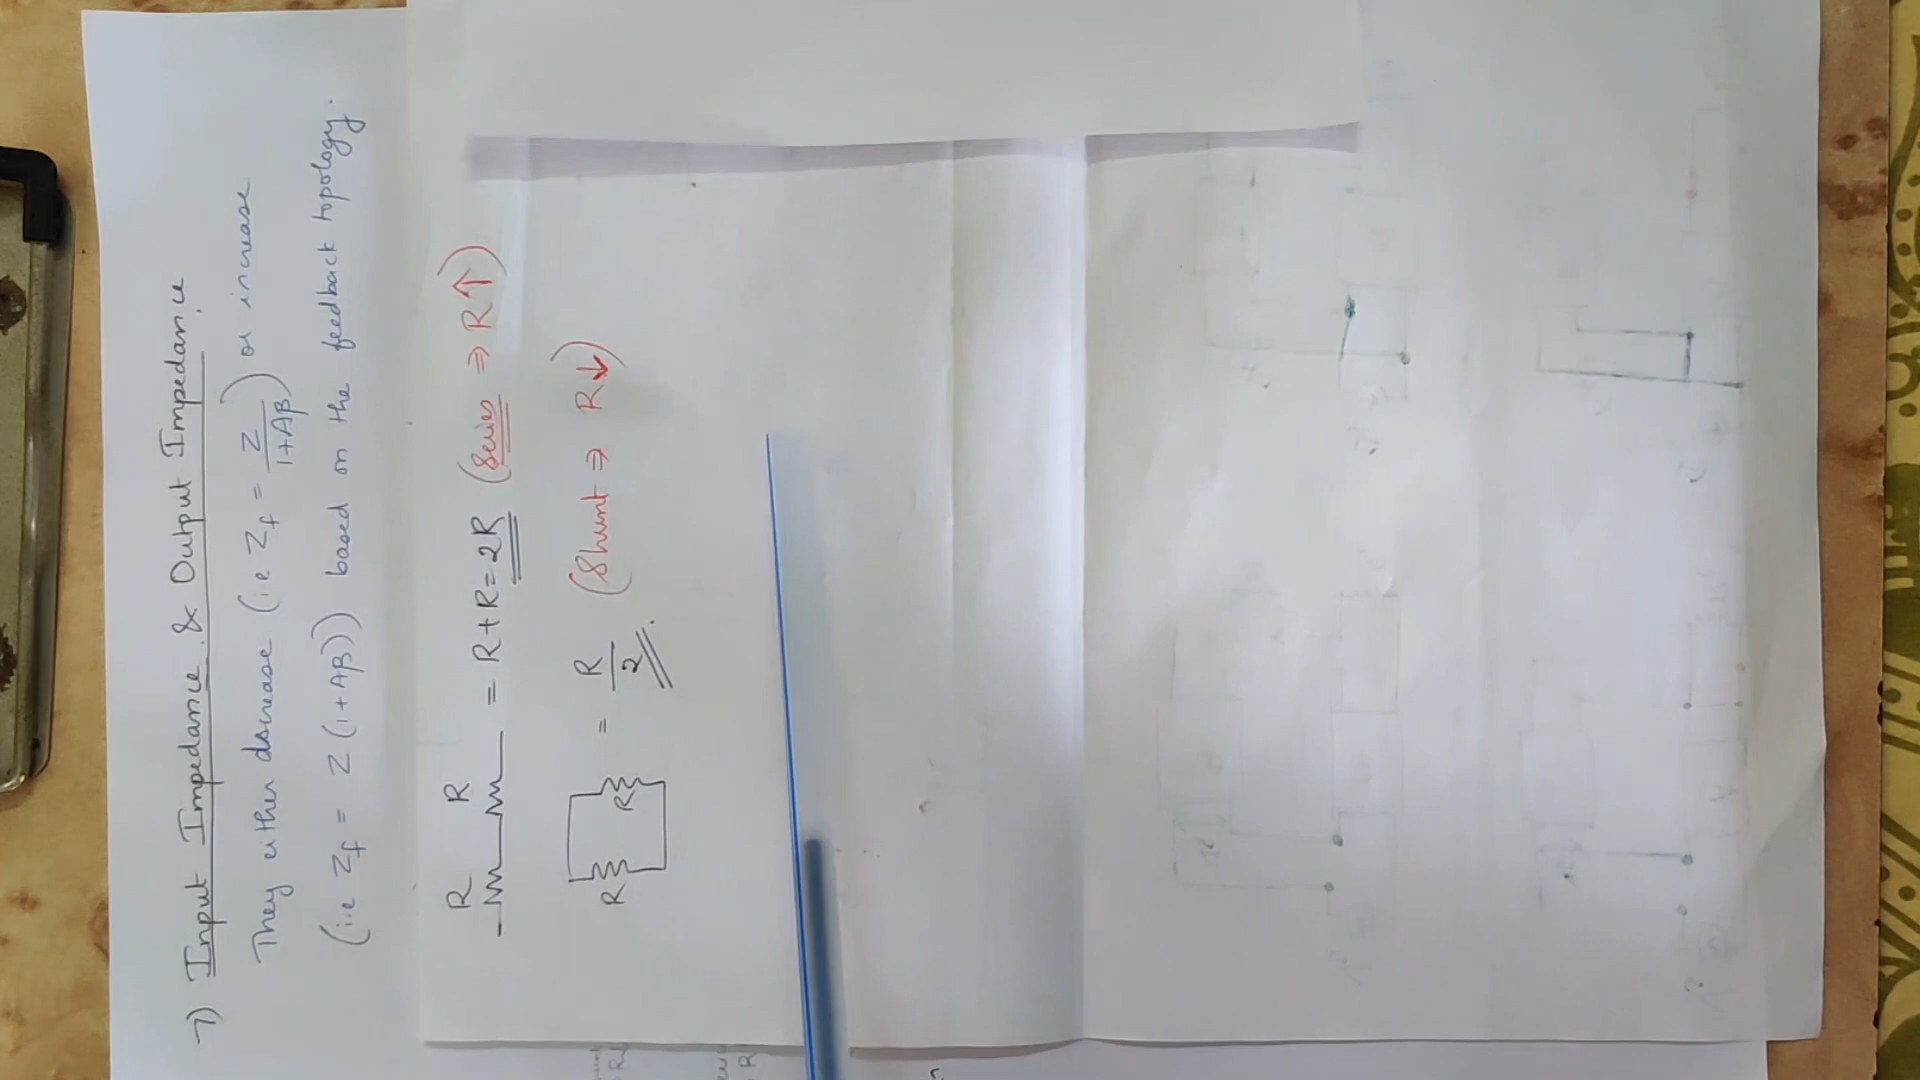 7) Input Impedance & Output Impedance
They either dscrease (i.e Zf = Z/1+Aβ) or increase
(i.e Zf = Z(1+Aβ)) based on the feedback topology.
R R = R+R = 2R (Series ⇒ R↑)
R R = R/2 (Shunt ⇒ R↓)